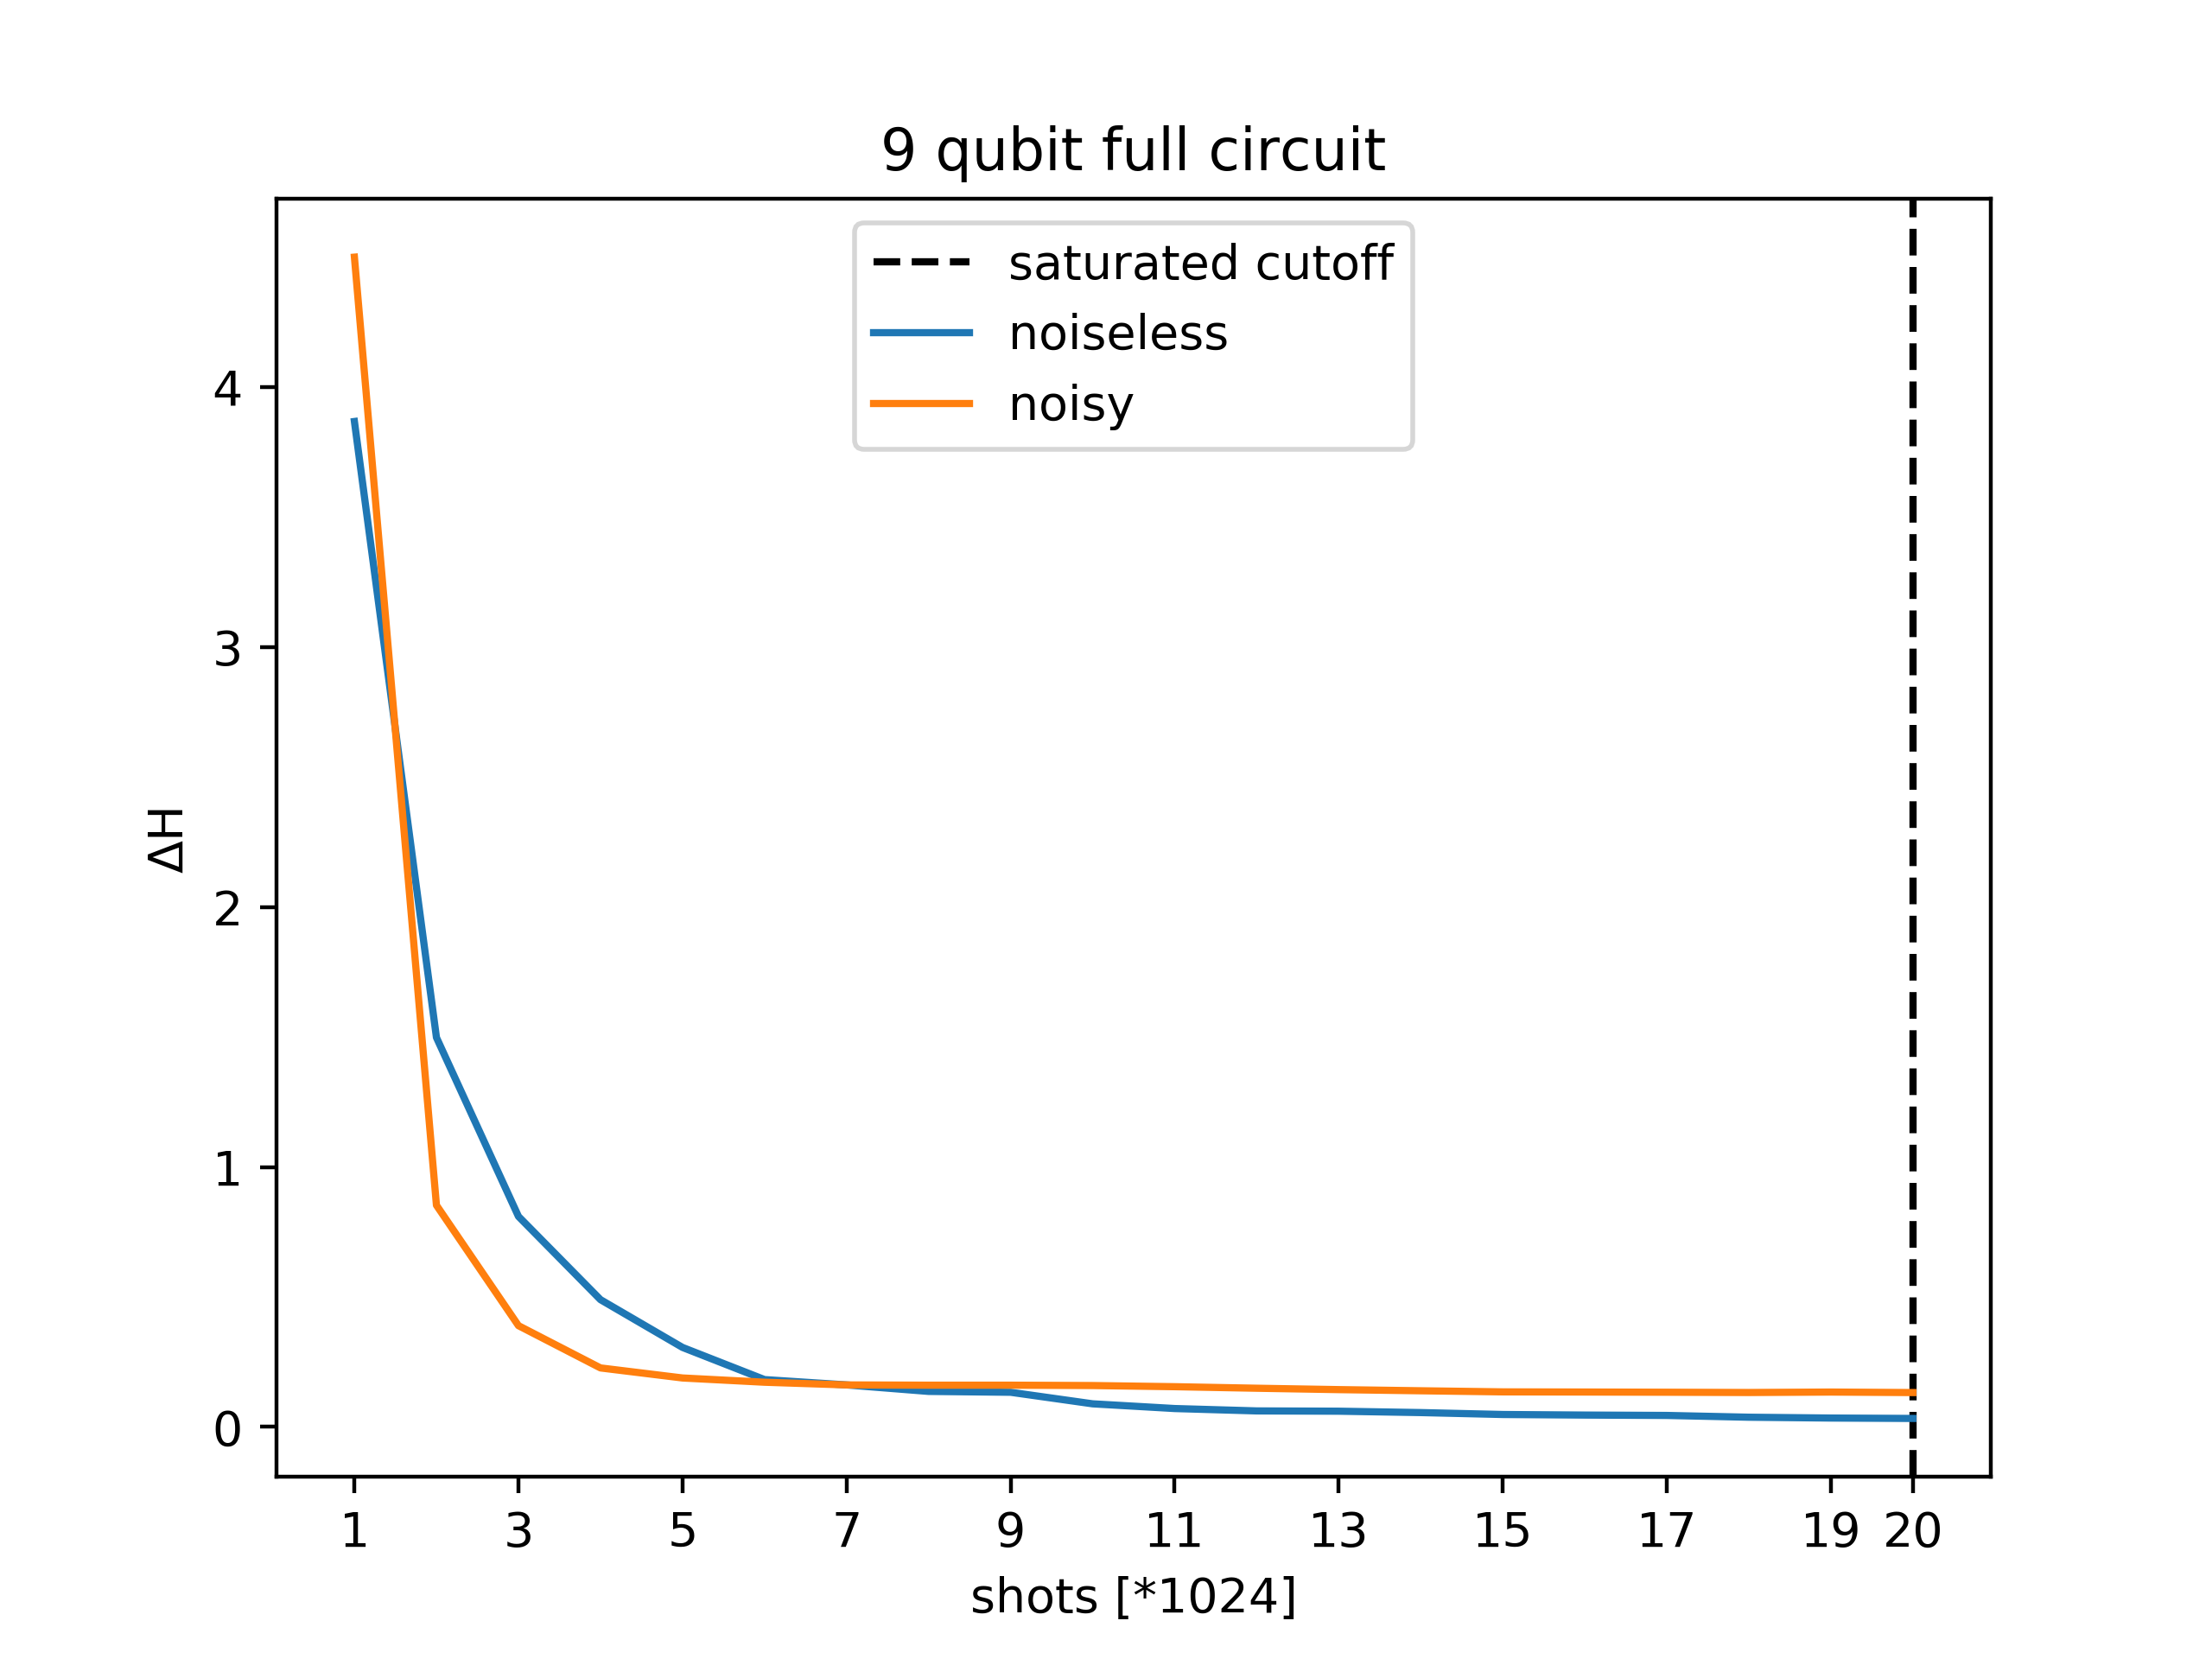 9 qubit full circuit
saturated cutoff
noiseless
noisy
4
3
2
1
0
ΔH
1 3 5 7 9 11 13 15 17 19 20
shots [*1024]